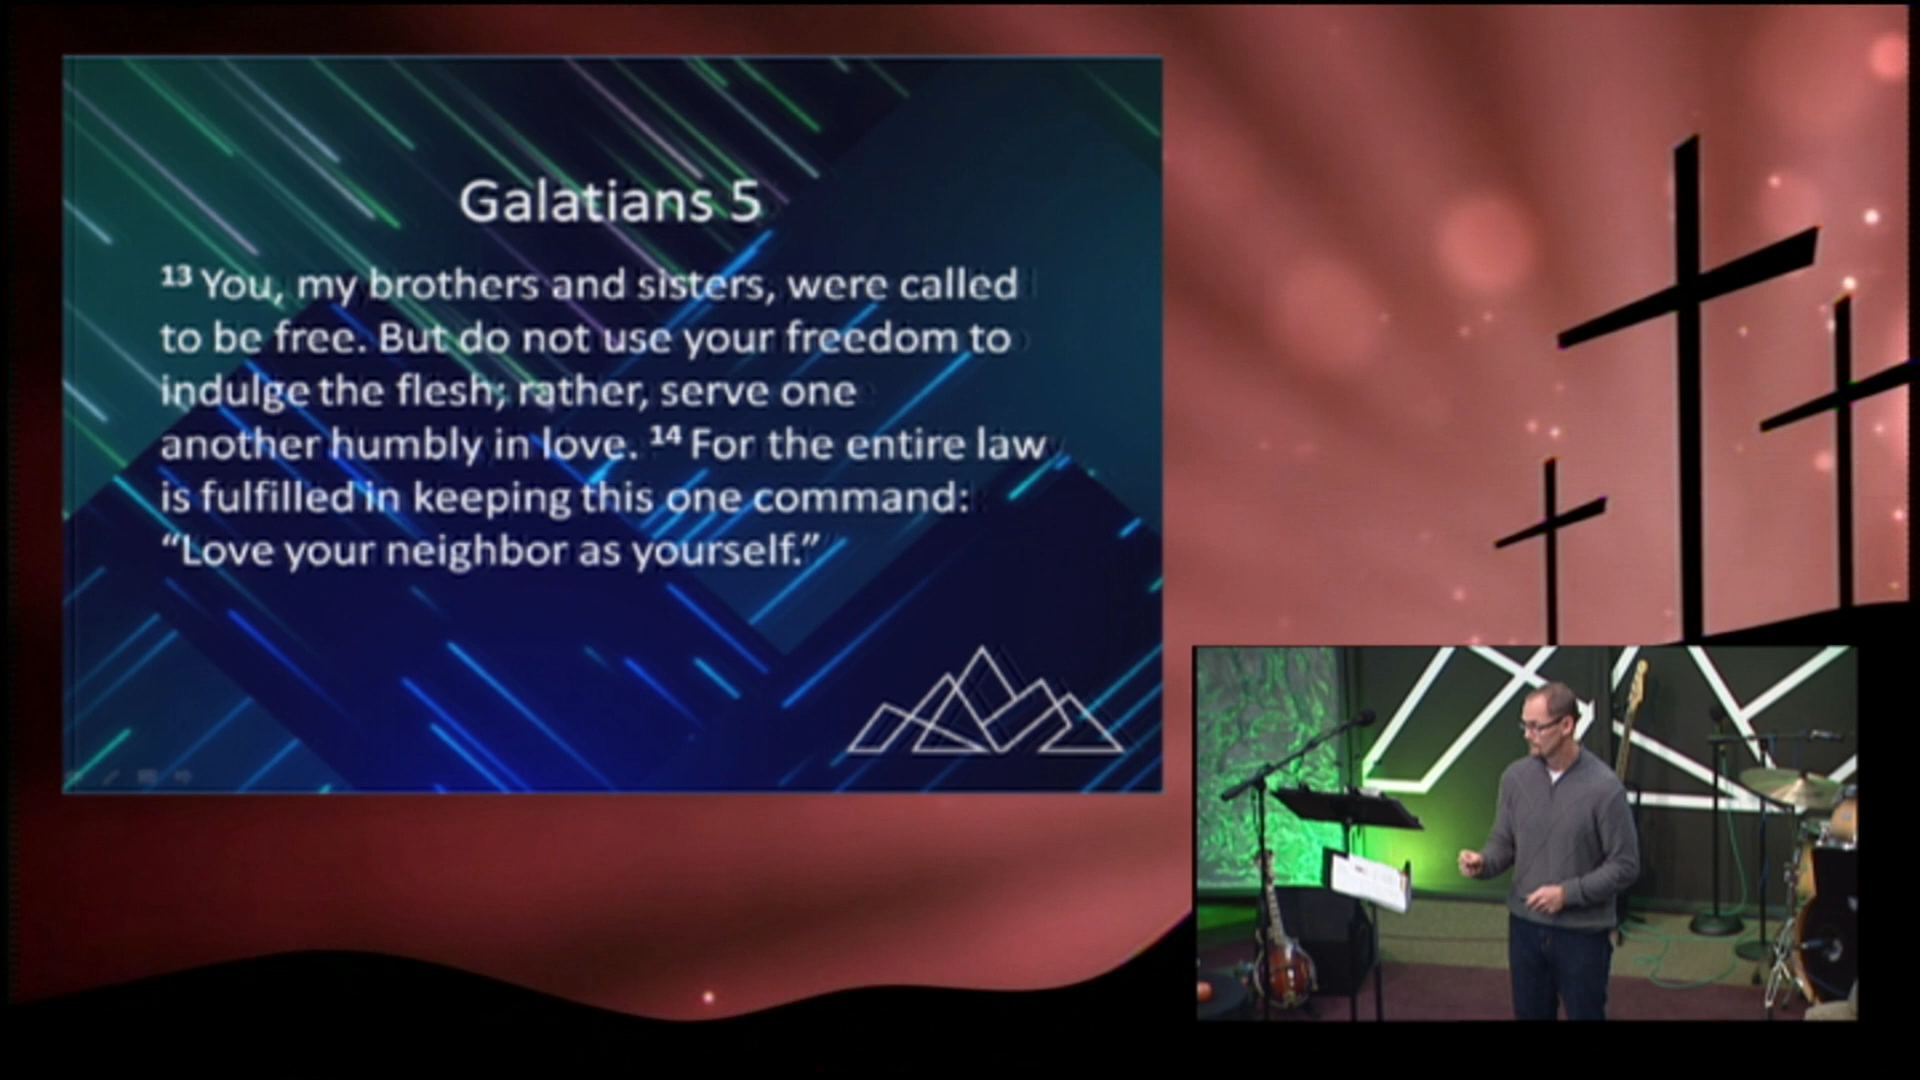 Galatians 5
13 You, my brothers and sisters, were called
to be free. But do not use your freedom to
indulge the flesh; rather, serve one
another humbly in love. 14 For the entire law
is fulfilled in keeping this one command:
“Love your neighbor as yourself.”